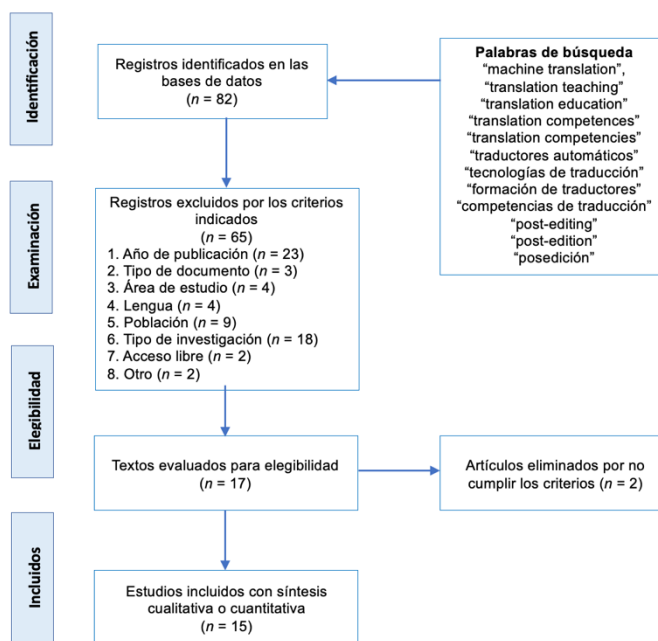 Identificación
Registros identificados en las
bases de datos
(n = 82)
Palabras de búsqueda
“machine translation”,
“translation teaching”
“translation education”
“translation competences”
“translation competencies”
“traductores automáticos”
“tecnologías de traducción”
“formación de traductores”
“competencias de traducción”
“post-editing”
“post-edition”
“posedición”
Examinación
Registros excluidos por los criterios
indicados
(n = 65)
1. Año de publicación (n = 23)
2. Tipo de documento (n = 3)
3. Área de estudio (n = 4)
4. Lengua (n = 4)
5. Población (n = 9)
6. Tipo de investigación (n = 18)
7. Acceso libre (n = 2)
8. Otro (n = 2)
Elegibilidad
Textos evaluados para elegibilidad
(n = 17)
Artículos eliminados por no
cumplir los criterios (n = 2)
Incluidos
Estudios incluidos con síntesis
cualitativa o cuantitativa
(n = 15)